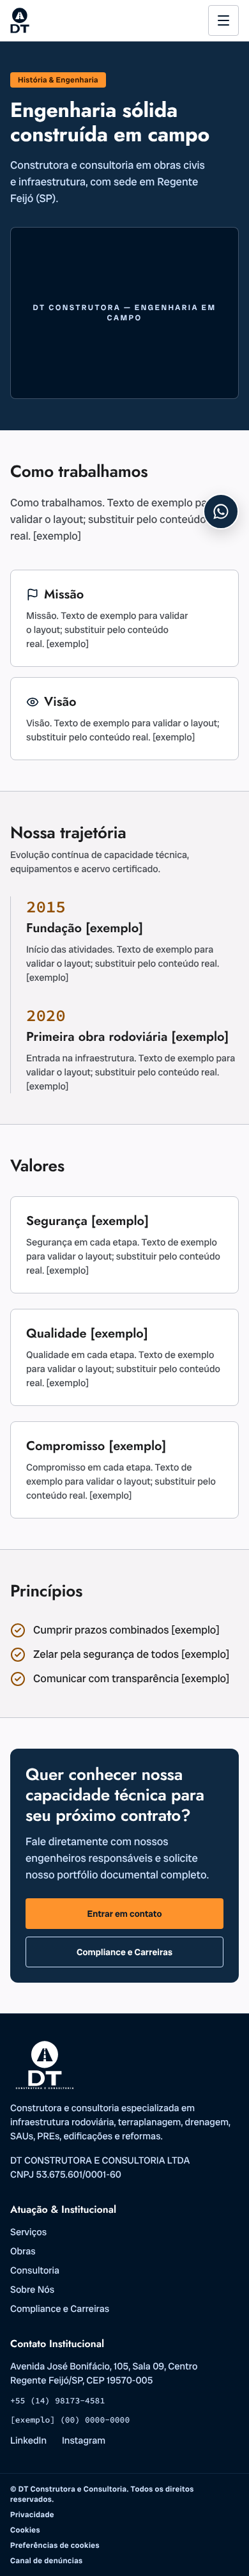 DT
História & Engenharia
Engenharia sólida
construída em campo
Construtora e consultoria em obras civis
e infraestrutura, com sede em Regente
Feijó (SP).
DT CONSTRUTORA — ENGENHARIA EM
CAMPO
Como trabalhamos
Como trabalhamos. Texto de exemplo para
validar o layout; substituir pelo conteúdo
real. [exemplo]
Missão
Missão. Texto de exemplo para validar
o layout; substituir pelo conteúdo
real. [exemplo]
Visão
Visão. Texto de exemplo para validar o layout;
substituir pelo conteúdo real. [exemplo]
Nossa trajetória
Evolução contínua de capacidade técnica,
equipamentos e acervo certificado.
2015
Fundação [exemplo]
Início das atividades. Texto de exemplo para
validar o layout; substituir pelo conteúdo real.
[exemplo]
2020
Primeira obra rodoviária [exemplo]
Entrada na infraestrutura. Texto de exemplo para
validar o layout; substituir pelo conteúdo real.
[exemplo]
Valores
Segurança [exemplo]
Segurança em cada etapa. Texto de exemplo
para validar o layout; substituir pelo conteúdo
real. [exemplo]
Qualidade [exemplo]
Qualidade em cada etapa. Texto de exemplo
para validar o layout; substituir pelo conteúdo
real. [exemplo]
Compromisso [exemplo]
Compromisso em cada etapa. Texto de
exemplo para validar o layout; substituir pelo
conteúdo real. [exemplo]
Princípios
Cumprir prazos combinados [exemplo]
Zelar pela segurança de todos [exemplo]
Comunicar com transparência [exemplo]
Quer conhecer nossa
capacidade técnica para
seu próximo contrato?
Fale diretamente com nossos
engenheiros responsáveis e solicite
nosso portfólio documental completo.
Entrar em contato
Compliance e Carreiras
DT
CONSTRUTORA E CONSULTORIA
Construtora e consultoria especializada em
infraestrutura rodoviária, terraplanagem, drenagem,
SAUs, PREs, edificações e reformas.
DT CONSTRUTORA E CONSULTORIA LTDA
CNPJ 53.675.601/0001-60
Atuação & Institucional
Serviços
Obras
Consultoria
Sobre Nós
Compliance e Carreiras
Contato Institucional
Avenida José Bonifácio, 105, Sala 09, Centro
Regente Feijó/SP, CEP 19570-005
+55 (14) 98173-4581
[exemplo] (00) 0000-0000
LinkedIn Instagram
© DT Construtora e Consultoria. Todos os direitos
reservados.
Privacidade
Cookies
Preferências de cookies
Canal de denúncias